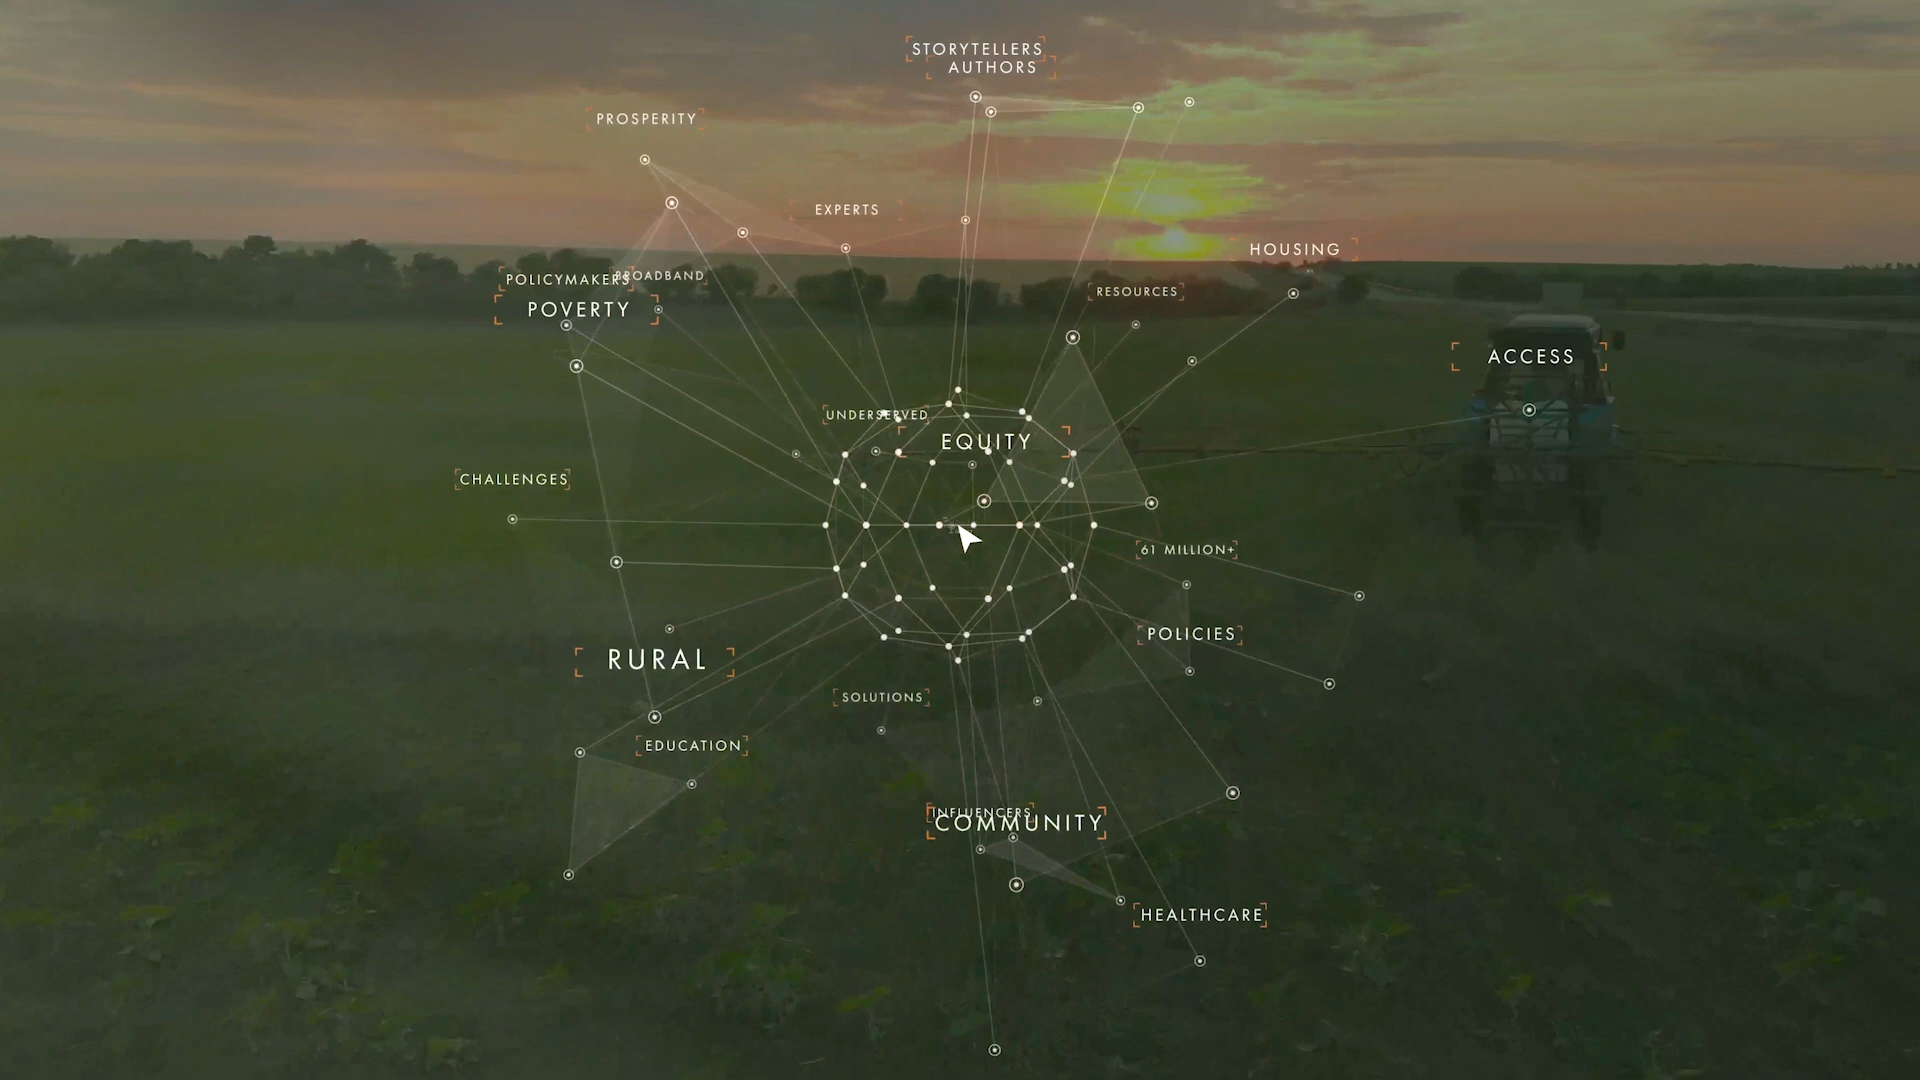 STORYTELLERS
AUTHORS
PROSPERITY
EXPERTS
HOUSING
POLICYMAKERS
BROADBAND
RESOURCES
POVERTY
ACCESS
UNDERSERVED
EQUITY
CHALLENGES
61 MILLION+
POLICIES
RURAL
SOLUTIONS
EDUCATION
INFLUENCERS
COMMUNITY
HEALTHCARE